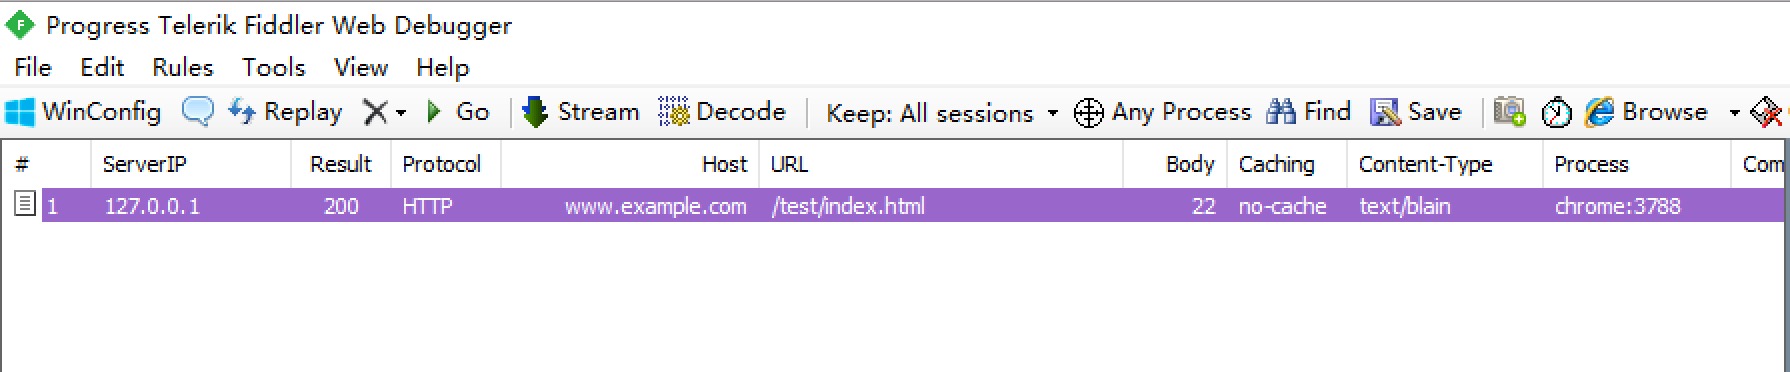 Progress Telerik Fiddler Web Debugger
File Edit Rules Tools View Help
WinConfig Replay Go Stream Decode Keep: All sessions Any Process Find Save Browse
# ServerIP Result Protocol Host URL Body Caching Content-Type Process Com
1 127.0.0.1 200 HTTP www.example.com /test/index.html 22 no-cache text/blain chrome:3788